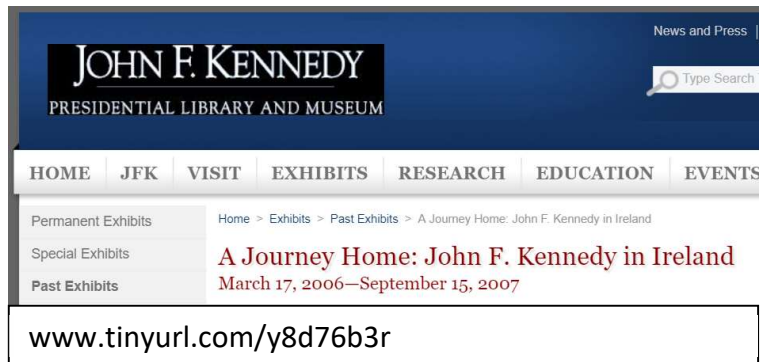 News and Press |
JOHN F. KENNEDY
PRESIDENTIAL LIBRARY AND MUSEUM
Type Search
HOME JFK VISIT EXHIBITS RESEARCH EDUCATION EVENTS
Permanent Exhibits
Special Exhibits
Past Exhibits
Home > Exhibits > Past Exhibits > A Journey Home: John F. Kennedy in Ireland
A Journey Home: John F. Kennedy in Ireland
March 17, 2006—September 15, 2007
www.tinyurl.com/y8d76b3r